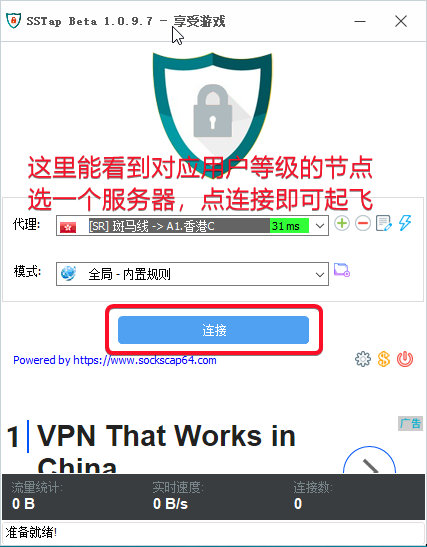 SSTap Beta 1.0.9.7 - 享受游戏
这里能看到对应用户等级的节点
选一个服务器，点连接即可起飞
代理: [SR] 斑马线 -> A1.香港C 31 ms
模式: 全局 - 内置规则
连接
Powered by https://www.sockscap64.com
广告
1 VPN That Works in
China
流量统计: 实时速度: 连接数:
0 B 0 B/s 0
准备就绪!